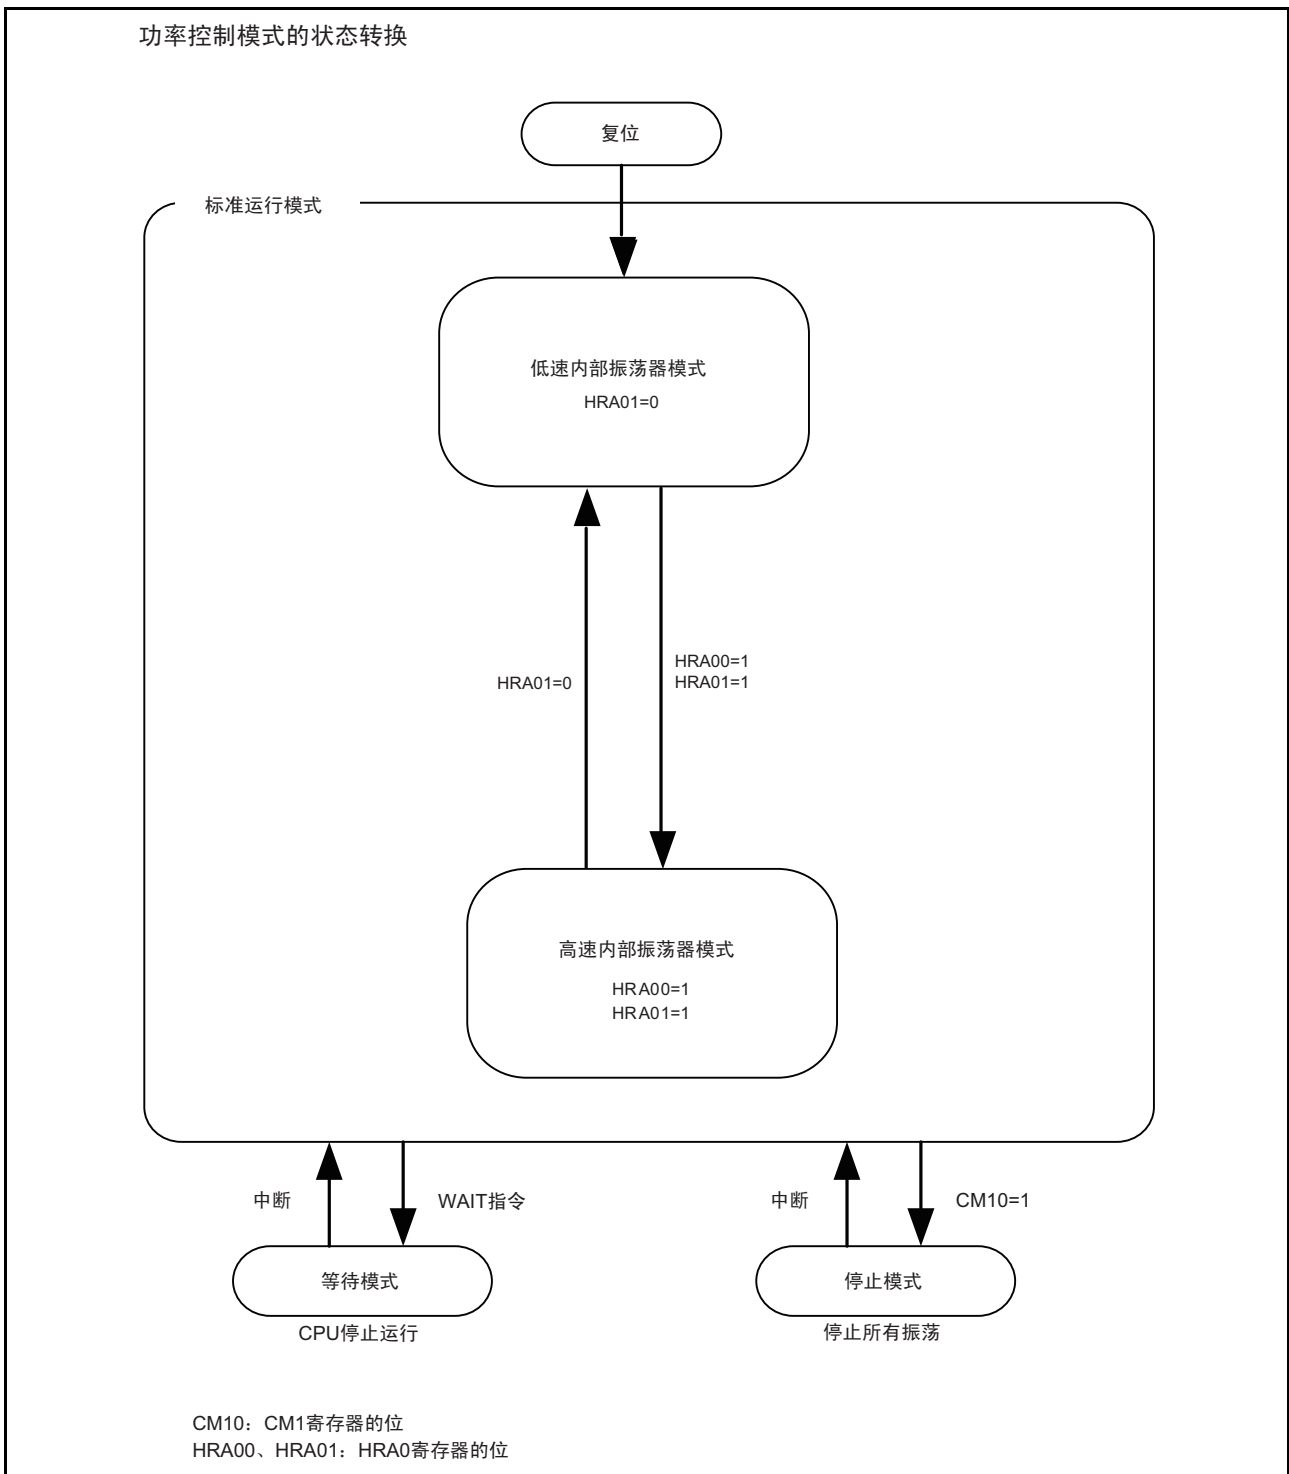 功率控制模式的状态转换
复位
标准运行模式
低速内部振荡器模式
HRA01=0
HRA01=0
HRA00=1
HRA01=1
高速内部振荡器模式
HRA00=1
HRA01=1
中断
WAIT指令
中断
CM10=1
等待模式
停止模式
CPU停止运行
停止所有振荡
CM10：CM1寄存器的位
HRA00、HRA01：HRA0寄存器的位